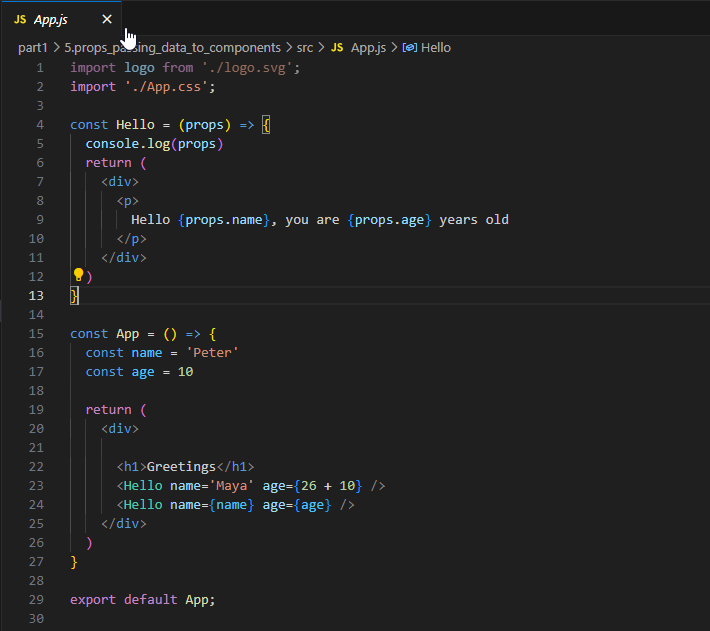 JS App.js ×
part1 > 5.props_passing_data_to_components > src > JS App.js > Hello
1 import logo from './logo.svg';
2 import './App.css';
3
4 const Hello = (props) => {
5   console.log(props)
6   return (
7     <div>
8       <p>
9         Hello {props.name}, you are {props.age} years old
10       </p>
11     </div>
12   )
13 }
14
15 const App = () => {
16   const name = 'Peter'
17   const age = 10
18
19   return (
20     <div>
21
22       <h1>Greetings</h1>
23       <Hello name='Maya' age={26 + 10} />
24       <Hello name={name} age={age} />
25     </div>
26   )
27 }
28
29 export default App;
30